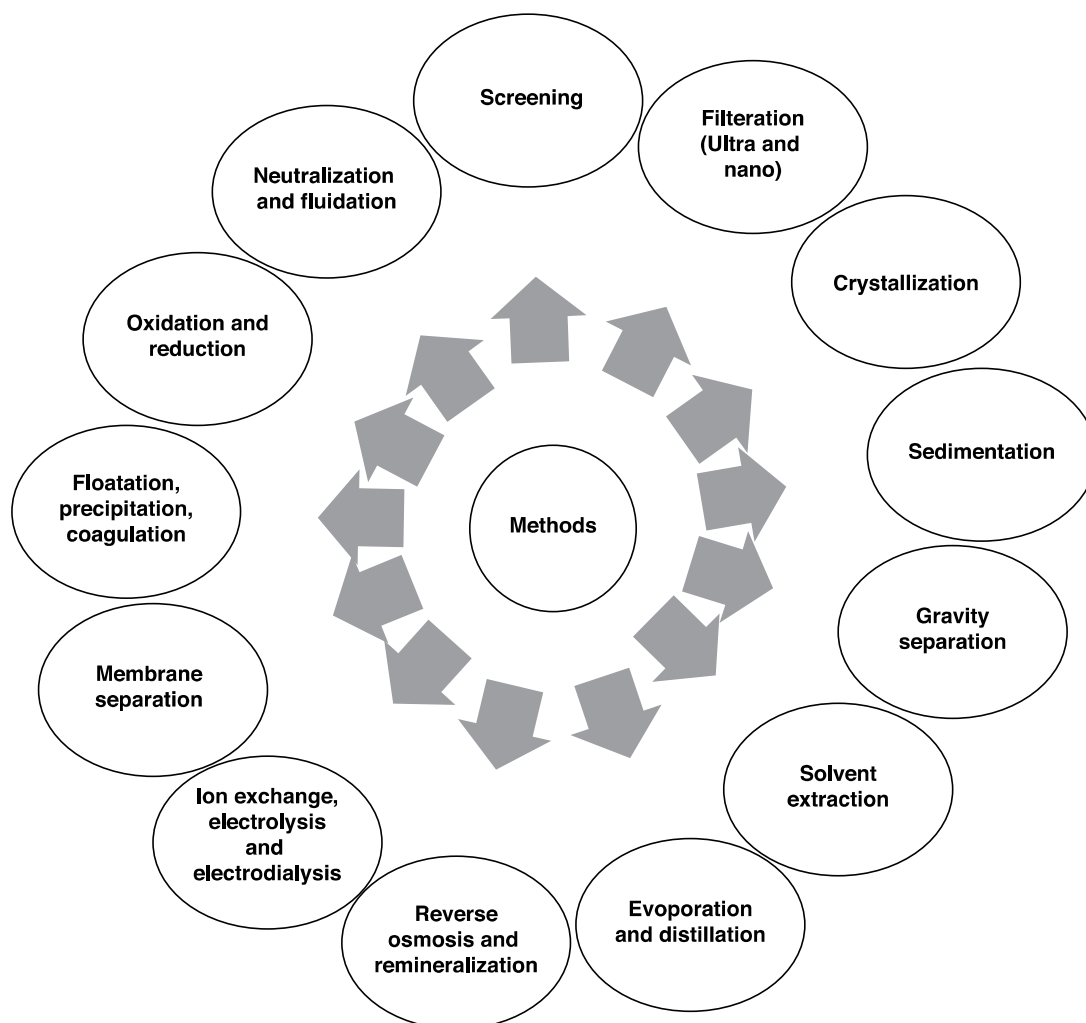 Screening
Filteration
(Ultra and
nano)
Crystallization
Sedimentation
Gravity
separation
Solvent
extraction
Evoporation
and distillation
Reverse
osmosis and
remineralization
Ion exchange,
electrolysis
and
electrodialysis
Membrane
separation
Floatation,
precipitation,
coagulation
Oxidation and
reduction
Neutralization
and fluidation
Methods